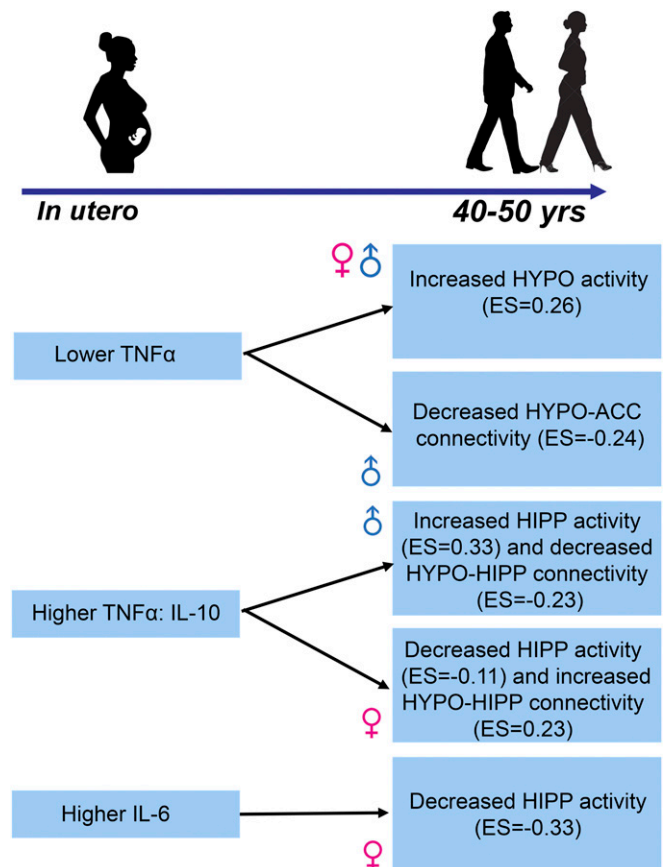 In utero
40-50 yrs
♀ ♂
Increased HYPO activity
(ES=0.26)
Lower TNFα
Decreased HYPO-ACC
connectivity (ES=-0.24)
♂
♂
Increased HIPP activity
(ES=0.33) and decreased
HYPO-HIPP connectivity
(ES=-0.23)
Higher TNFα: IL-10
Decreased HIPP activity
(ES=-0.11) and increased
HYPO-HIPP connectivity
(ES=0.23)
♀
Higher IL-6
Decreased HIPP activity
(ES=-0.33)
♀